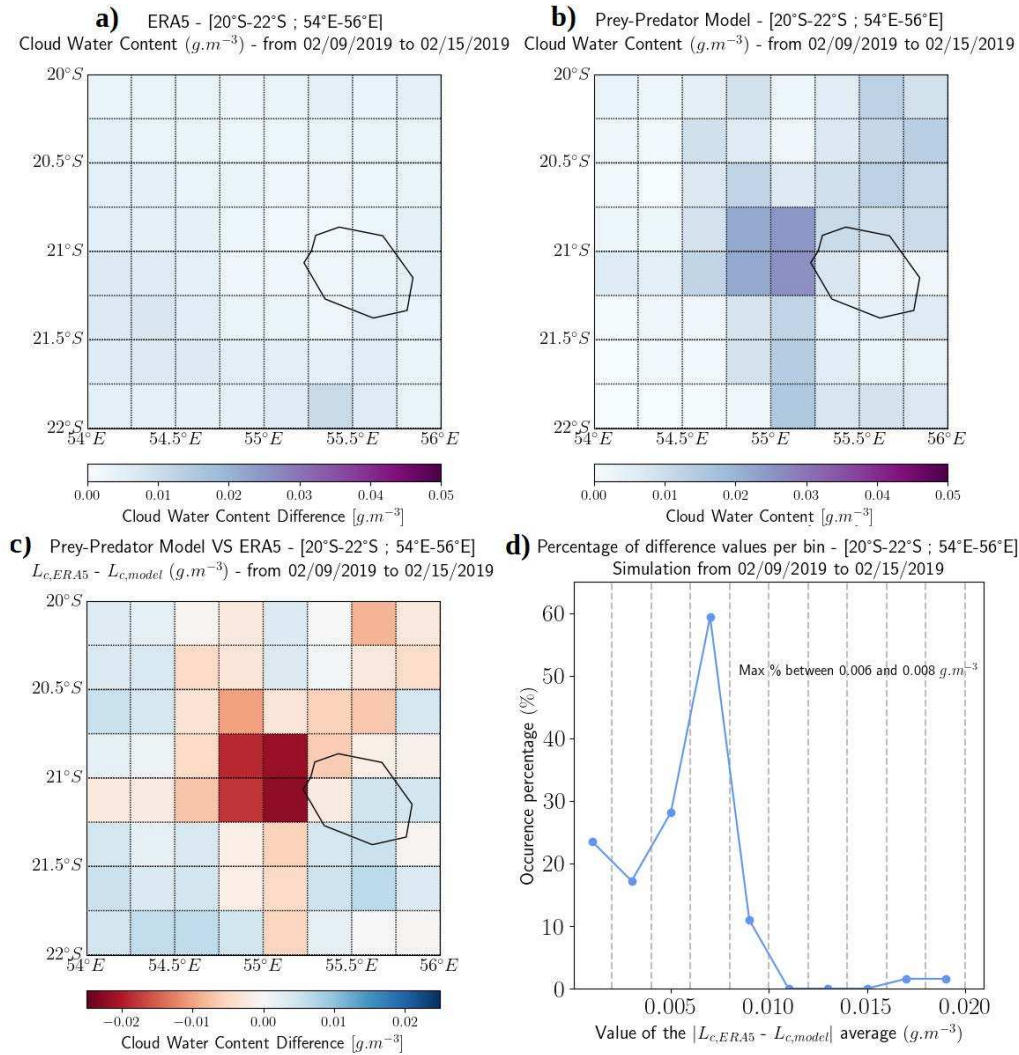 a) ERA5 - [20°S-22°S ; 54°E-56°E]
Cloud Water Content (g.m⁻³) - from 02/09/2019 to 02/15/2019
20°S
20.5°S
21°S
21.5°S
22°S
54°E 54.5°E 55°E 55.5°E 56°E
0.00 0.01 0.02 0.03 0.04 0.05
Cloud Water Content Difference [g.m⁻³]
b) Prey-Predator Model - [20°S-22°S ; 54°E-56°E]
Cloud Water Content (g.m⁻³) - from 02/09/2019 to 02/15/2019
20°S
20.5°S
21°S
21.5°S
22°S
54°E 54.5°E 55°E 55.5°E 56°E
0.00 0.01 0.02 0.03 0.04 0.05
Cloud Water Content [g.m⁻³]
c) Prey-Predator Model VS ERA5 - [20°S-22°S ; 54°E-56°E]
L_{c,ERA5} - L_{c,model} (g.m⁻³) - from 02/09/2019 to 02/15/2019
20°S
20.5°S
21°S
21.5°S
22°S
54°E 54.5°E 55°E 55.5°E 56°E
−0.02 −0.01 0.00 0.01 0.02
Cloud Water Content Difference [g.m⁻³]
d) Percentage of difference values per bin - [20°S-22°S ; 54°E-56°E]
Simulation from 02/09/2019 to 02/15/2019
60
50
40
30
20
10
0
Occurence percentage (%)
Max % between 0.006 and 0.008 g.m⁻³
0.005 0.010 0.015 0.020
Value of the |L_{c,ERA5} - L_{c,model}| average (g.m⁻³)